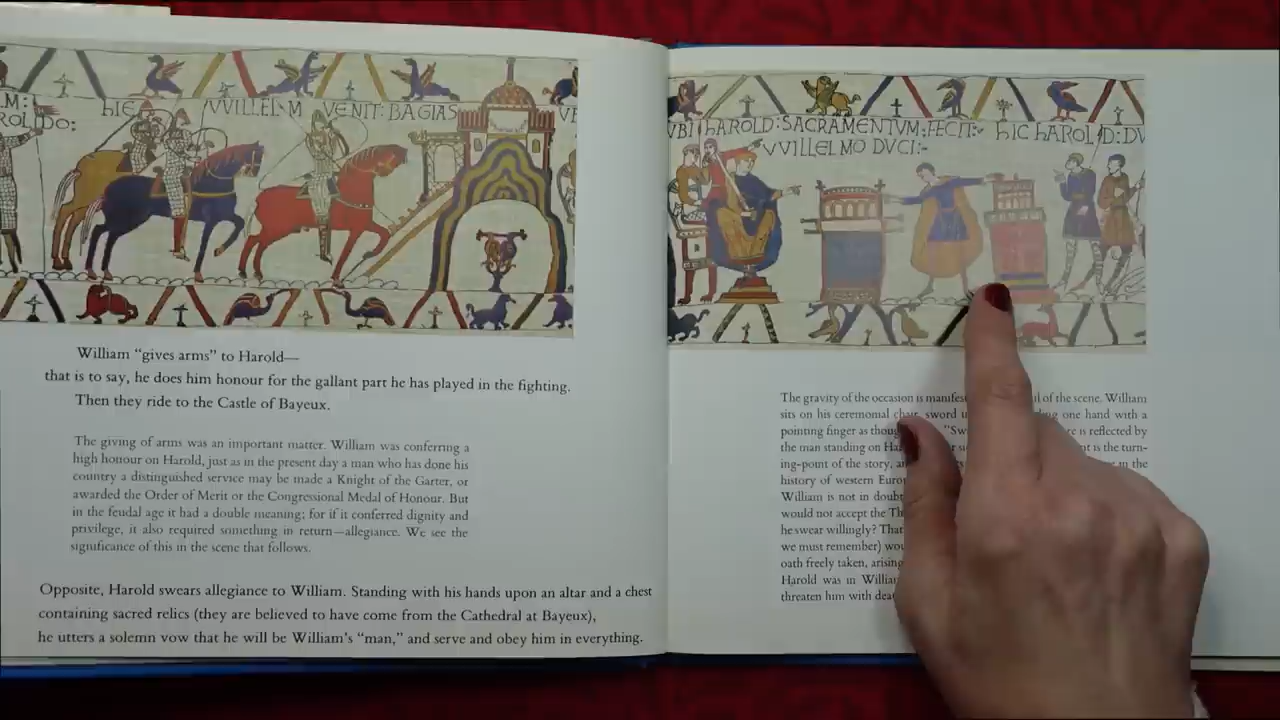 HIC VVILLEL M VENIT: BAGIAS
William “gives arms” to Harold—
that is to say, he does him honour for the gallant part he has played in the fighting.
Then they ride to the Castle of Bayeux.
The giving of arms was an important matter. William was conferring a
high honour on Harold, just as in the present day a man who has done his
country a distinguished service may be made a Knight of the Garter, or
awarded the Order of Merit or the Congressional Medal of Honour. But
in the feudal age it had a double meaning; for if it conferred dignity and
privilege, it also required something in return—allegiance. We see the
significance of this in the scene that follows.
Opposite, Harold swears allegiance to William. Standing with his hands upon an altar and a chest
containing sacred relics (they are believed to have come from the Cathedral at Bayeux),
he utters a solemn vow that he will be William’s “man,” and serve and obey him in everything.
VBI hAROLD: SACRAMENTVM: FECIT:- hIC hAROLD: DV
VVILLELMO DVCI:-
The gravity of the occasion is of the scene. William
sits on his ceremonial chair, sword one hand with a
pointing finger as is reflected by
the man standing on is the turn-
ing-point of the story, in the
history of western
William is not in doubt
would not accept the
he swear willingly? That
we must remember)
oath freely taken,
Harold was in
threaten him with